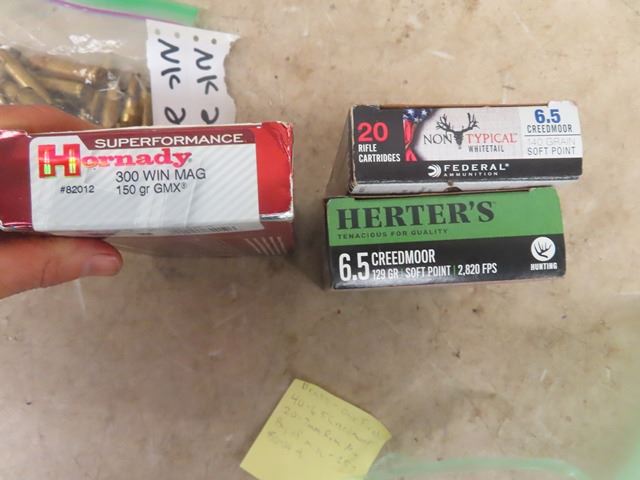 SUPERFORMANCE
Hornady
300 WIN MAG
#82012
150 gr GMX®
20
RIFLE
CARTRIDGES
NON TYPICAL
WHITETAIL
FEDERAL
AMMUNITION
6.5
CREEDMOOR
140 GRAIN
SOFT POINT
HERTER'S
TENACIOUS FOR QUALITY
6.5 CREEDMOOR
129 GR | SOFT POINT | 2,820 FPS
HUNTING